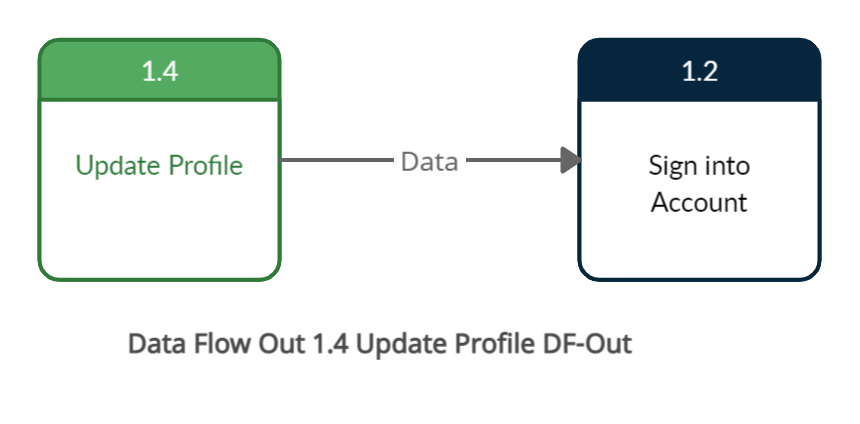 1.4
Update Profile
Data
1.2
Sign into
Account
Data Flow Out 1.4 Update Profile DF-Out